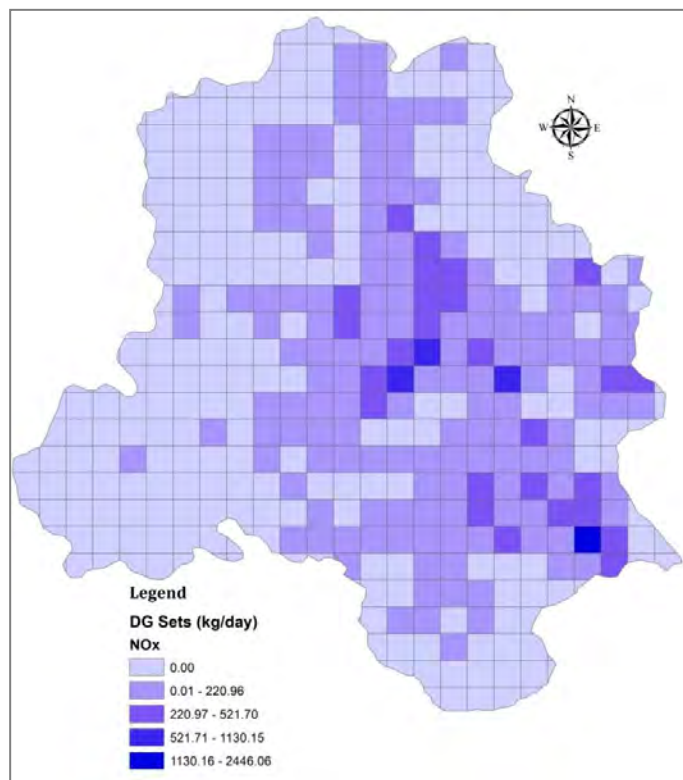 N
W E
S
Legend
DG Sets (kg/day)
NOx
0.00
0.01 - 220.96
220.97 - 521.70
521.71 - 1130.15
1130.16 - 2446.06